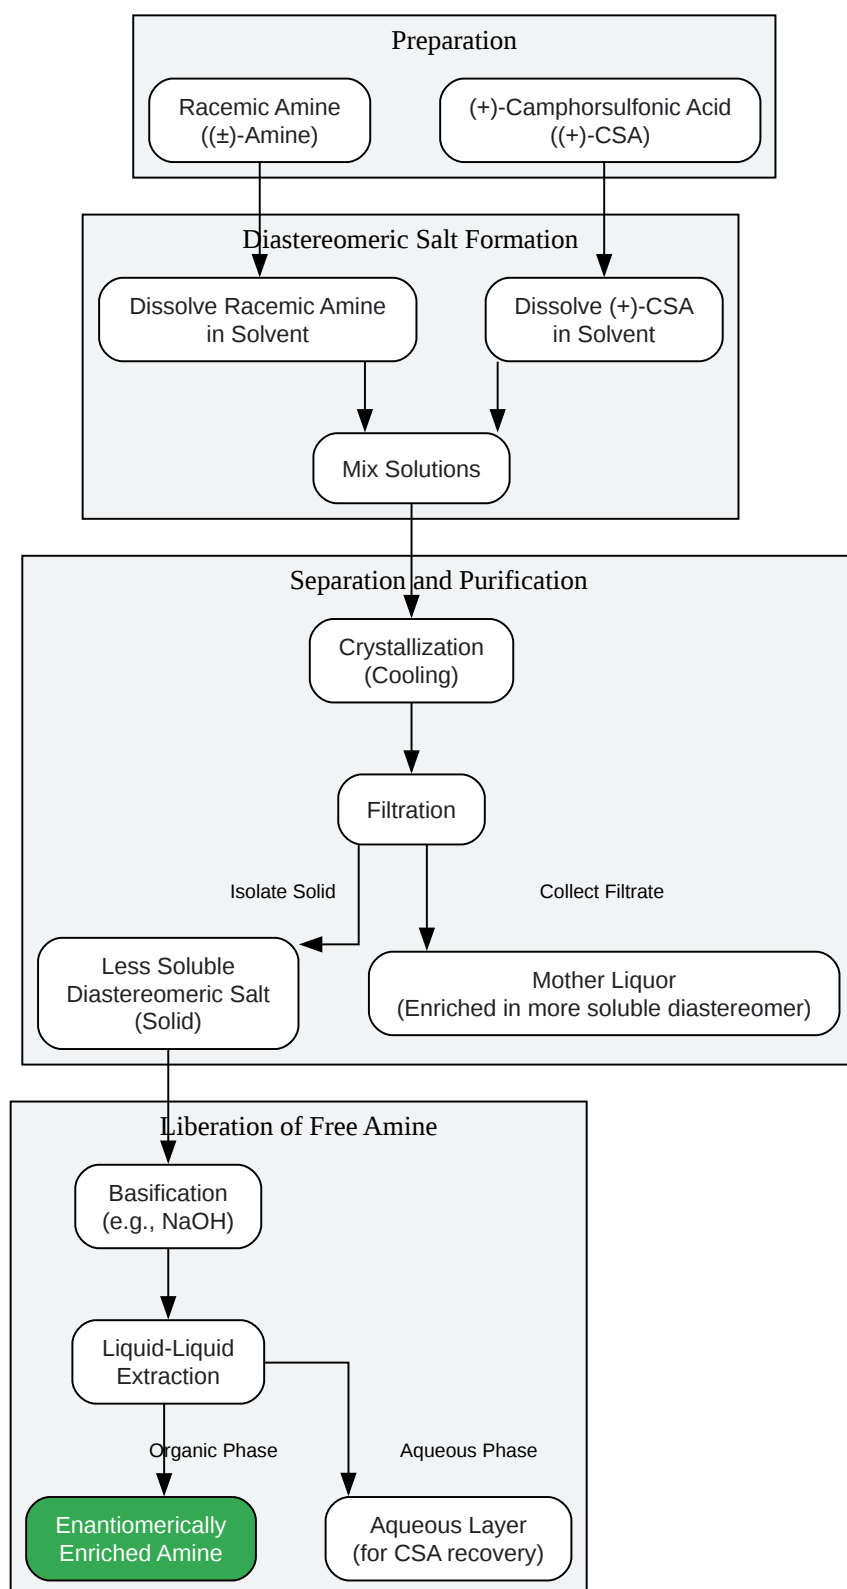 Preparation
Racemic Amine
((±)-Amine)
(+)-Camphorsulfonic Acid
((+)-CSA)
Diastereomeric Salt Formation
Dissolve Racemic Amine
in Solvent
Dissolve (+)-CSA
in Solvent
Mix Solutions
Separation and Purification
Crystallization
(Cooling)
Filtration
Isolate Solid
Collect Filtrate
Less Soluble
Diastereomeric Salt
(Solid)
Mother Liquor
(Enriched in more soluble diastereomer)
Liberation of Free Amine
Basification
(e.g., NaOH)
Liquid-Liquid
Extraction
Organic Phase
Aqueous Phase
Enantiomerically
Enriched Amine
Aqueous Layer
(for CSA recovery)